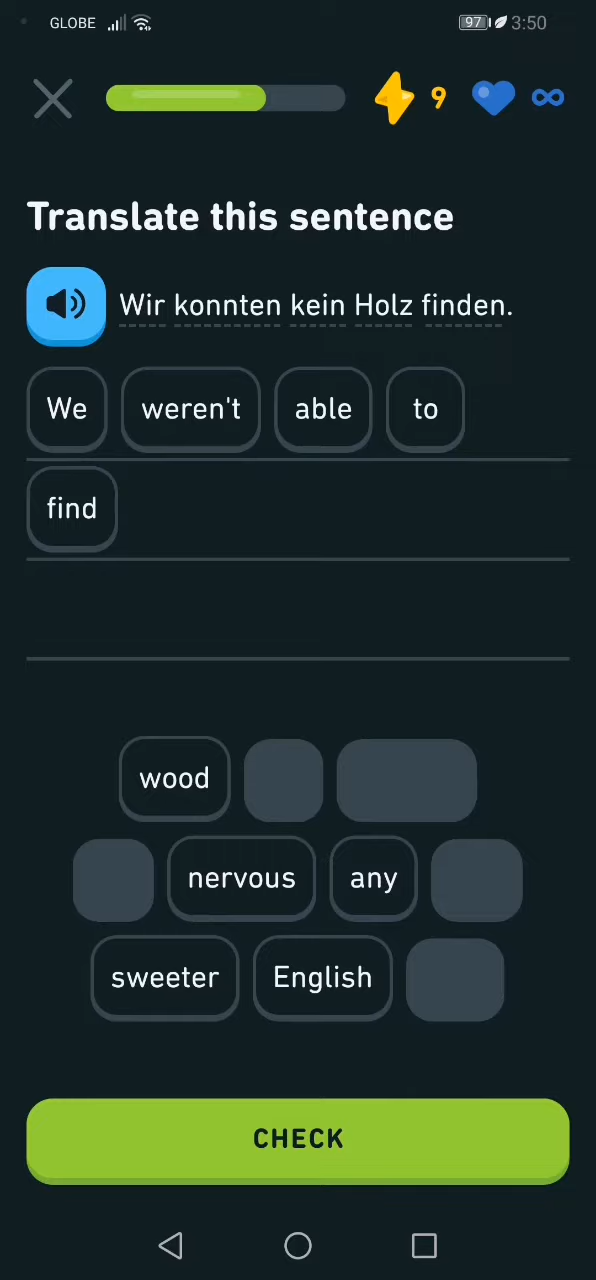 GLOBE 97 3:50
9 ∞
Translate this sentence
Wir konnten kein Holz finden.
We weren't able to
find
wood
nervous any
sweeter English
CHECK